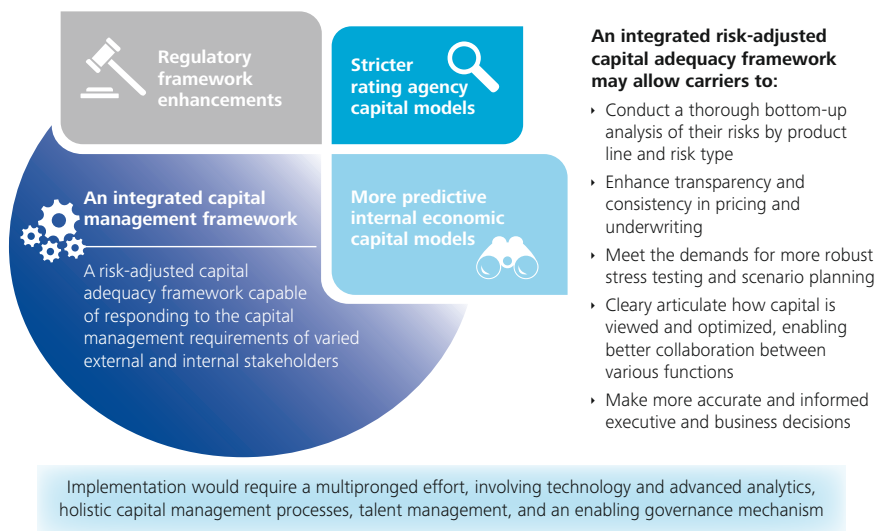 Regulatory
framework
enhancements
Stricter
rating agency
capital models
An integrated capital
management framework
A risk-adjusted capital
adequacy framework capable
of responding to the capital
management requirements of varied
external and internal stakeholders
More predictive
internal economic
capital models
An integrated risk-adjusted
capital adequacy framework
may allow carriers to:
‣ Conduct a thorough bottom-up
analysis of their risks by product
line and risk type
‣ Enhance transparency and
consistency in pricing and
underwriting
‣ Meet the demands for more robust
stress testing and scenario planning
‣ Cleary articulate how capital is
viewed and optimized, enabling
better collaboration between
various functions
‣ Make more accurate and informed
executive and business decisions
Implementation would require a multipronged effort, involving technology and advanced analytics,
holistic capital management processes, talent management, and an enabling governance mechanism